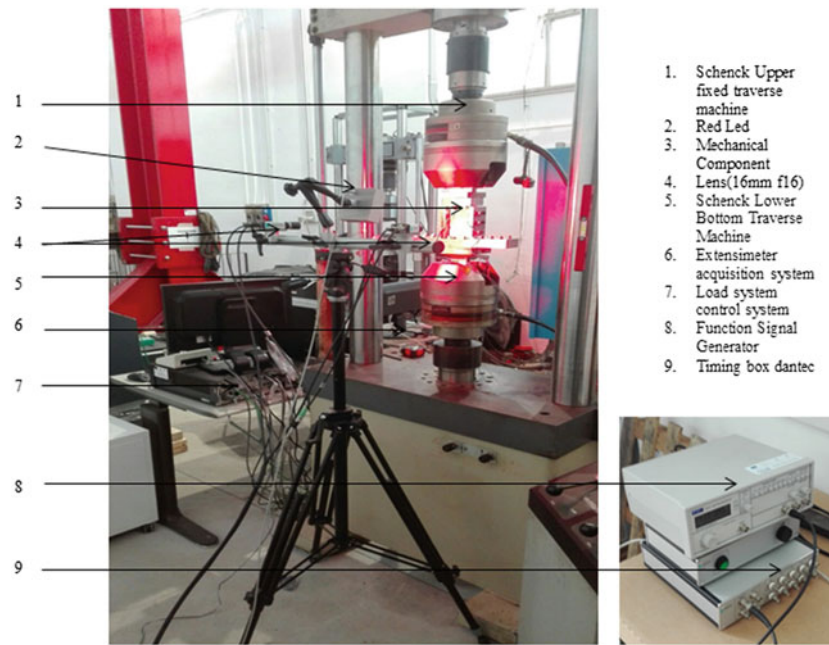 1
2
3
4
5
6
7
8
9
1. Schenck Upper
fixed traverse
machine
2. Red Led
3. Mechanical
Component
4. Lens(16mm f16)
5. Schenck Lower
Bottom Traverse
Machine
6. Extensimeter
acquisition system
7. Load system
control system
8. Function Signal
Generator
9. Timing box dantec